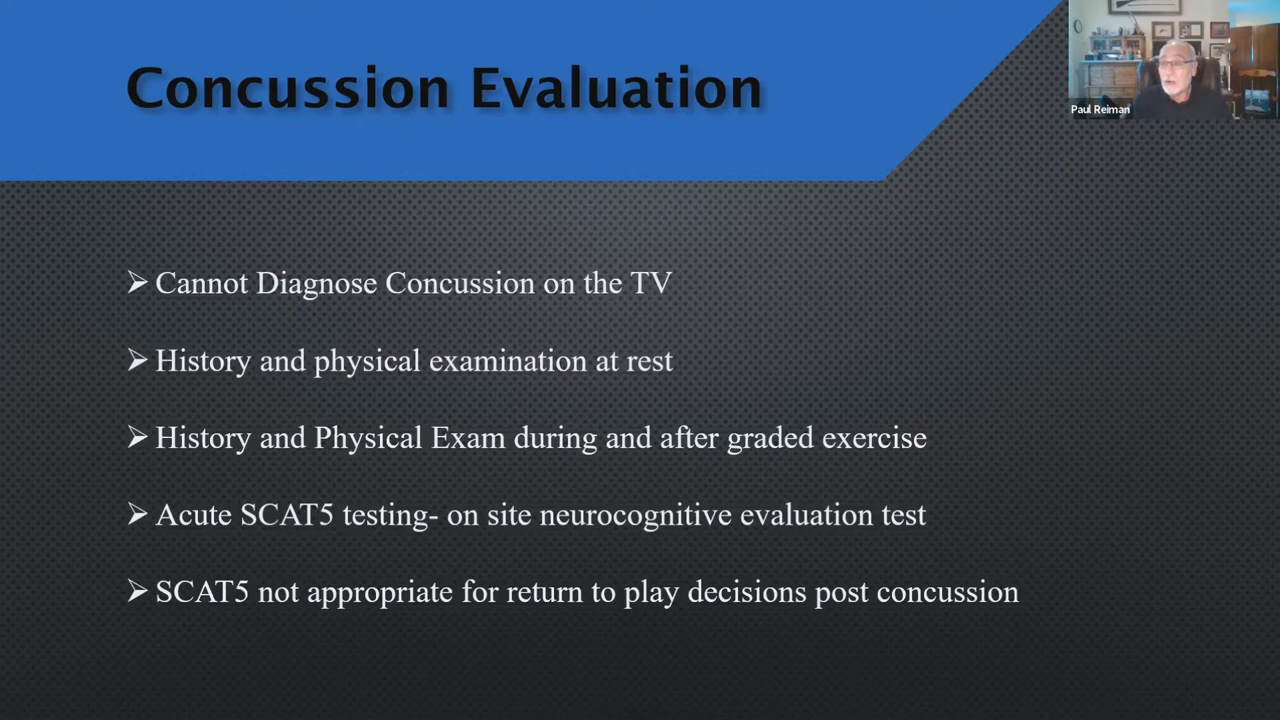 Concussion Evaluation
Paul Reiman
Cannot Diagnose Concussion on the TV
History and physical examination at rest
History and Physical Exam during and after graded exercise
Acute SCAT5 testing- on site neurocognitive evaluation test
SCAT5 not appropriate for return to play decisions post concussion